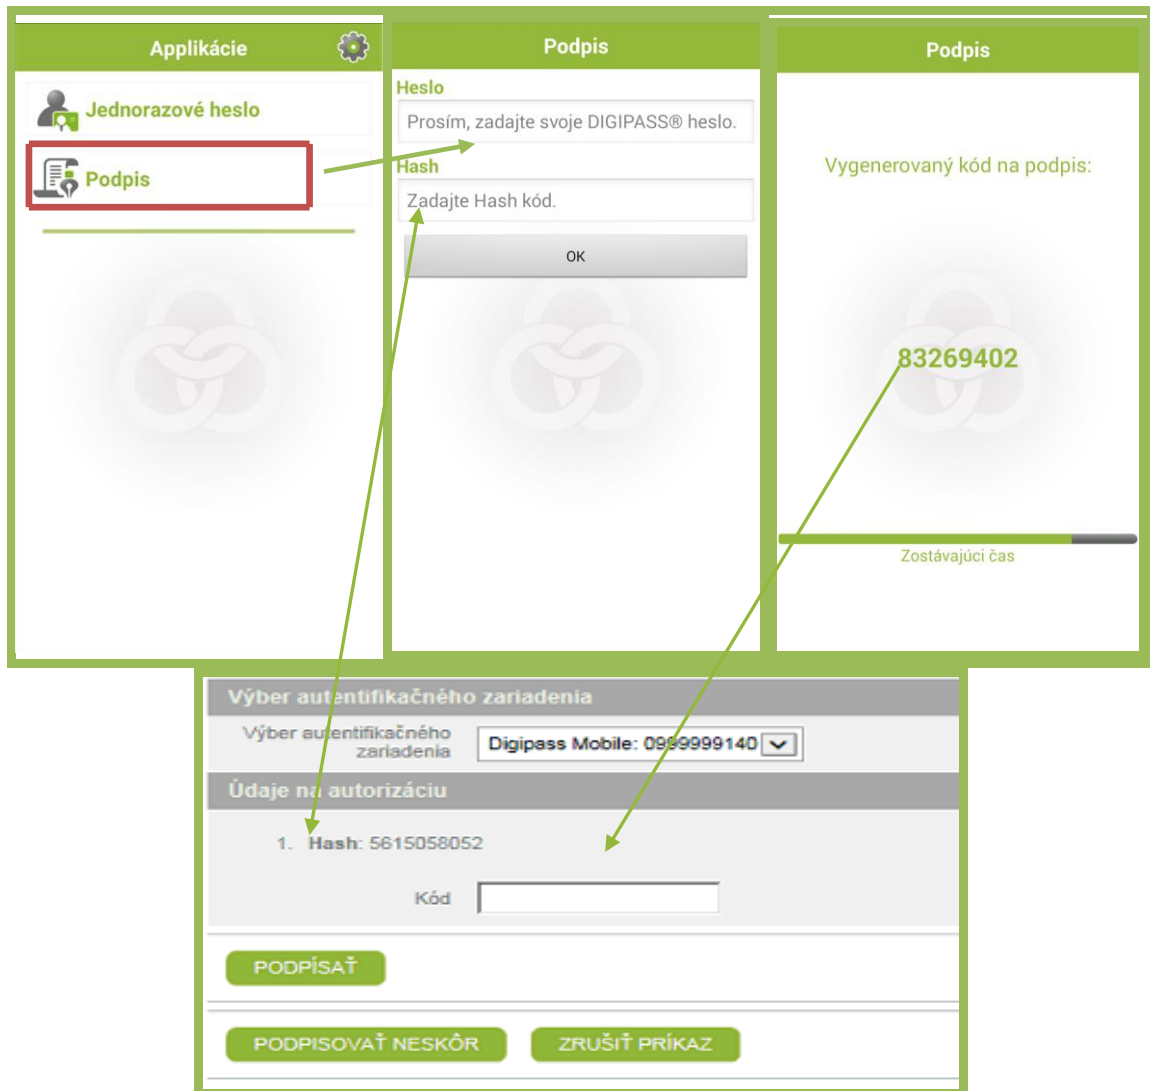 Applikácie
Jednorazové heslo
Podpis
Podpis
Heslo
Prosím, zadajte svoje DIGIPASS® heslo.
Hash
Zadajte Hash kód.
OK
Podpis
Vygenerovaný kód na podpis:
83269402
Zostávajúci čas
Výber autentifikačného zariadenia
Výber autentifikačného
zariadenia
Digipass Mobile: 0999999140
Údaje na autorizáciu
1. Hash: 5615058052
Kód
PODPÍSAŤ
PODPISOVAŤ NESKÔR
ZRUŠIŤ PRÍKAZ